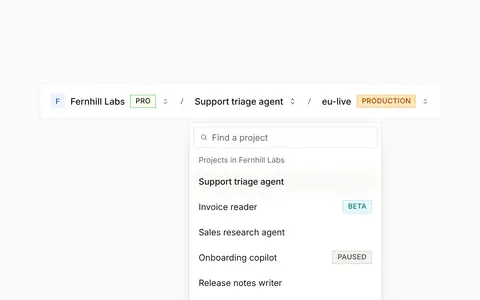 F Fernhill Labs PRO / Support triage agent / eu-live PRODUCTION
Find a project
Projects in Fernhill Labs
Support triage agent
Invoice reader BETA
Sales research agent
Onboarding copilot PAUSED
Release notes writer